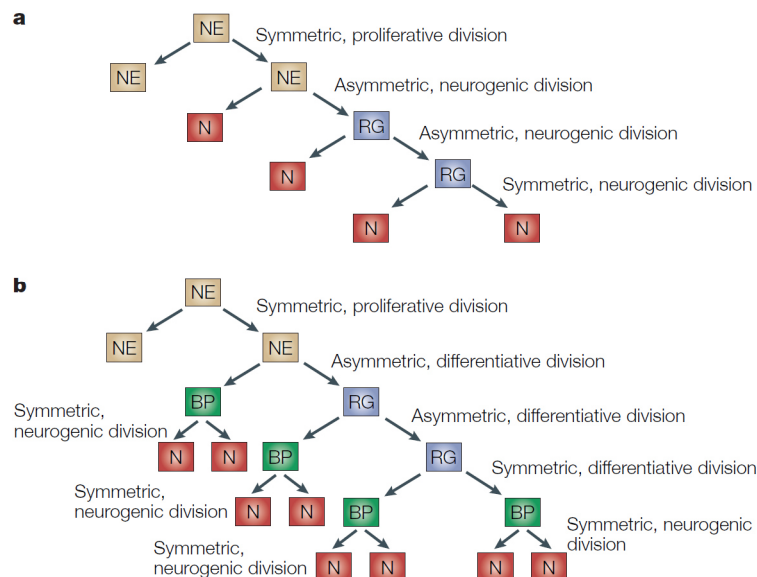 a
NE
Symmetric, proliferative division
NE
NE
Asymmetric, neurogenic division
N
RG
Asymmetric, neurogenic division
N
RG
Symmetric, neurogenic division
N
N
b
NE
Symmetric, proliferative division
NE
NE
Asymmetric, differentiative division
BP
RG
Symmetric,
neurogenic division
Asymmetric, differentiative division
N
N
BP
RG
Symmetric, differentiative division
Symmetric,
neurogenic division
N
N
BP
BP
Symmetric, neurogenic
division
Symmetric,
neurogenic division
N
N
N
N